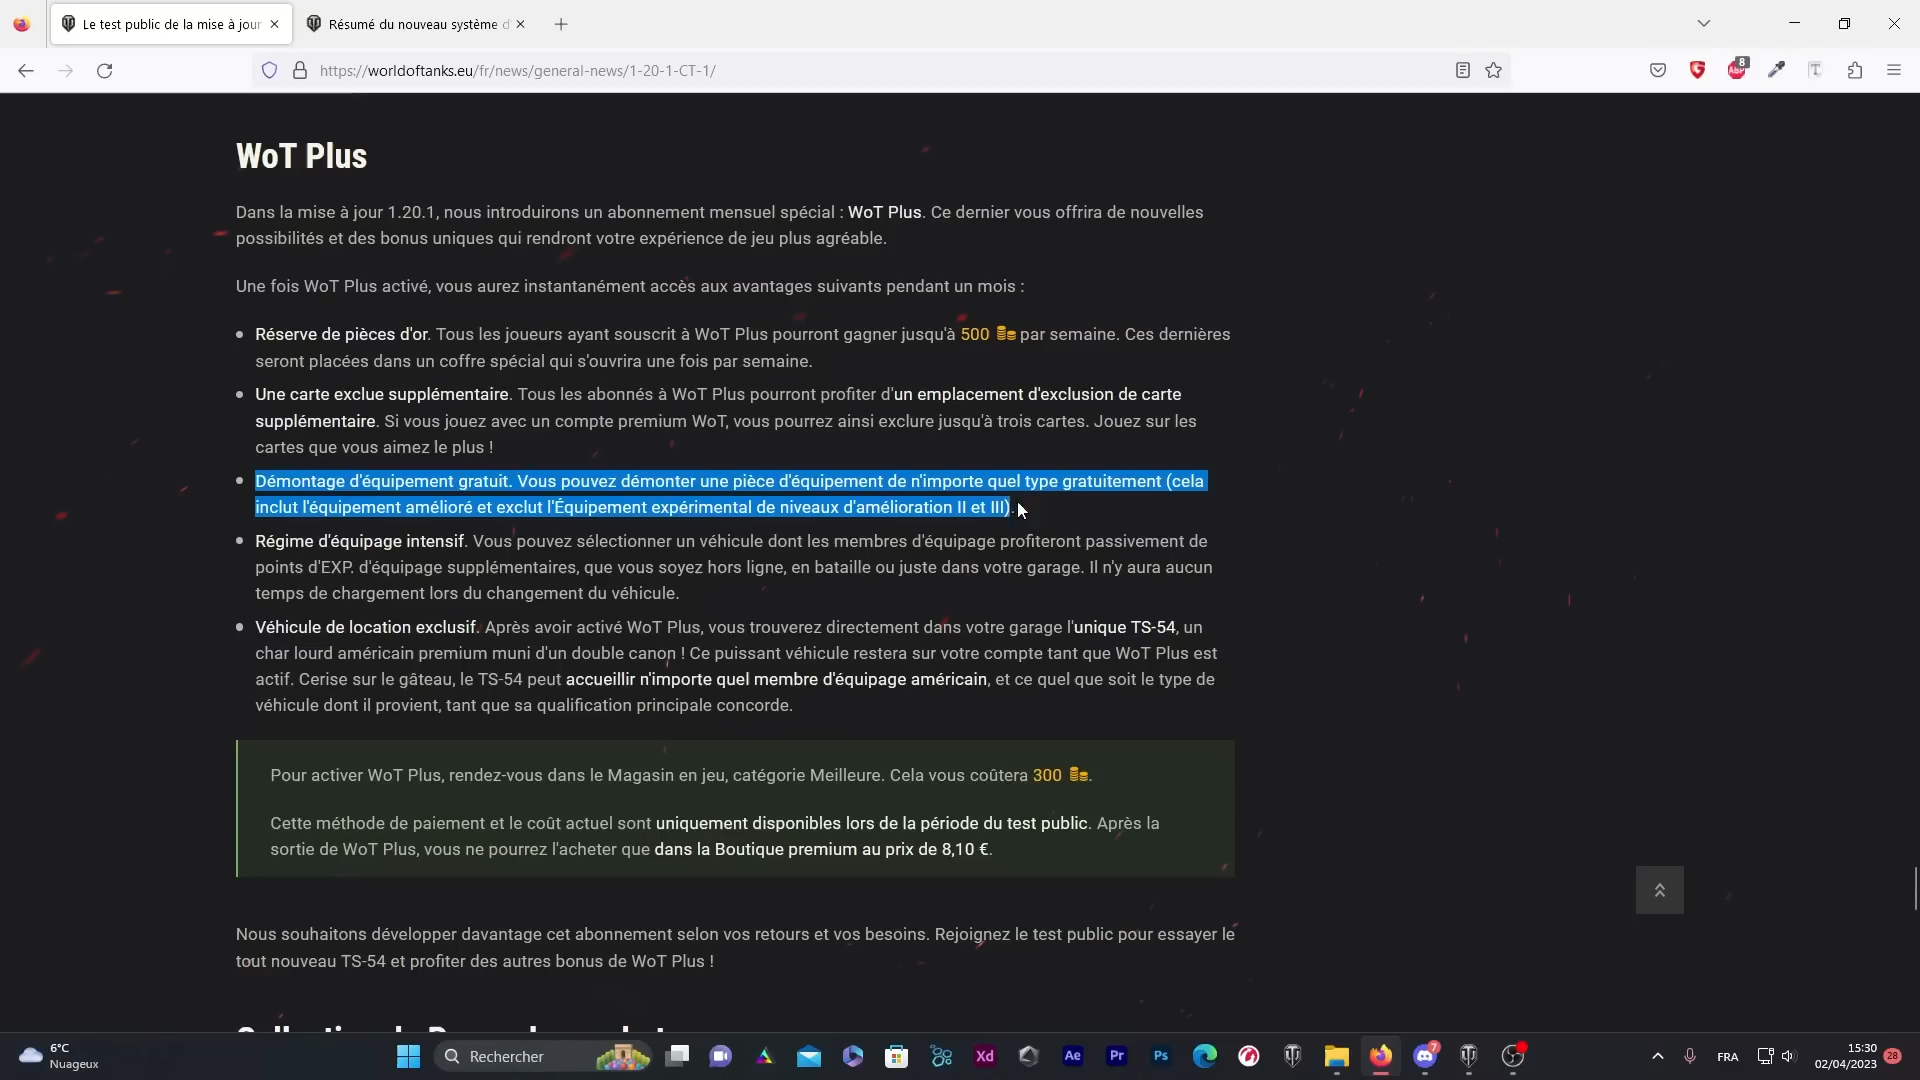 Le test public de la mise à jour
Résumé du nouveau système d
https://worldoftanks.eu/fr/news/general-news/1-20-1-CT-1/
8
ABP
WoT Plus
Dans la mise à jour 1.20.1, nous introduirons un abonnement mensuel spécial : WoT Plus. Ce dernier vous offrira de nouvelles
possibilités et des bonus uniques qui rendront votre expérience de jeu plus agréable.
Une fois WoT Plus activé, vous aurez instantanément accès aux avantages suivants pendant un mois :
Réserve de pièces d'or. Tous les joueurs ayant souscrit à WoT Plus pourront gagner jusqu'à 500 par semaine. Ces dernières
seront placées dans un coffre spécial qui s'ouvrira une fois par semaine.
Une carte exclue supplémentaire. Tous les abonnés à WoT Plus pourront profiter d'un emplacement d'exclusion de carte
supplémentaire. Si vous jouez avec un compte premium WoT, vous pourrez ainsi exclure jusqu'à trois cartes. Jouez sur les
cartes que vous aimez le plus !
Démontage d'équipement gratuit. Vous pouvez démonter une pièce d'équipement de n'importe quel type gratuitement (cela
inclut l'équipement amélioré et exclut l'Équipement expérimental de niveaux d'amélioration II et III).
Régime d'équipage intensif. Vous pouvez sélectionner un véhicule dont les membres d'équipage profiteront passivement de
points d'EXP. d'équipage supplémentaires, que vous soyez hors ligne, en bataille ou juste dans votre garage. Il n'y aura aucun
temps de chargement lors du changement du véhicule.
Véhicule de location exclusif. Après avoir activé WoT Plus, vous trouverez directement dans votre garage l'unique TS-54, un
char lourd américain premium muni d'un double canon ! Ce puissant véhicule restera sur votre compte tant que WoT Plus est
actif. Cerise sur le gâteau, le TS-54 peut accueillir n'importe quel membre d'équipage américain, et ce quel que soit le type de
véhicule dont il provient, tant que sa qualification principale concorde.
Pour activer WoT Plus, rendez-vous dans le Magasin en jeu, catégorie Meilleure. Cela vous coûtera 300 .
Cette méthode de paiement et le coût actuel sont uniquement disponibles lors de la période du test public. Après la
sortie de WoT Plus, vous ne pourrez l'acheter que dans la Boutique premium au prix de 8,10 €.
Nous souhaitons développer davantage cet abonnement selon vos retours et vos besoins. Rejoignez le test public pour essayer le
tout nouveau TS-54 et profiter des autres bonus de WoT Plus !
6°C
Nuageux
Rechercher
Xd
Ae
Pr
Ps
7
FRA
15:30
02/04/2023
28